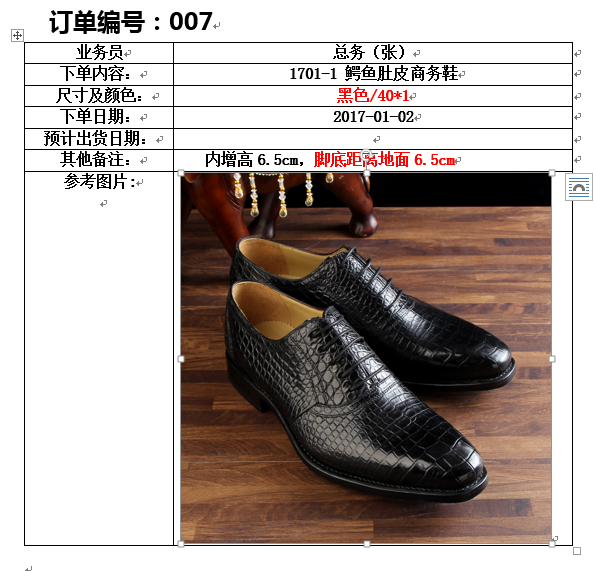 订单编号：007
业务员 总务（张）
下单内容： 1701-1 鳄鱼肚皮商务鞋
尺寸及颜色： 黑色/40*1
下单日期： 2017-01-02
预计出货日期：
其他备注： 内增高 6.5cm，脚底距离地面 6.5cm
参考图片: